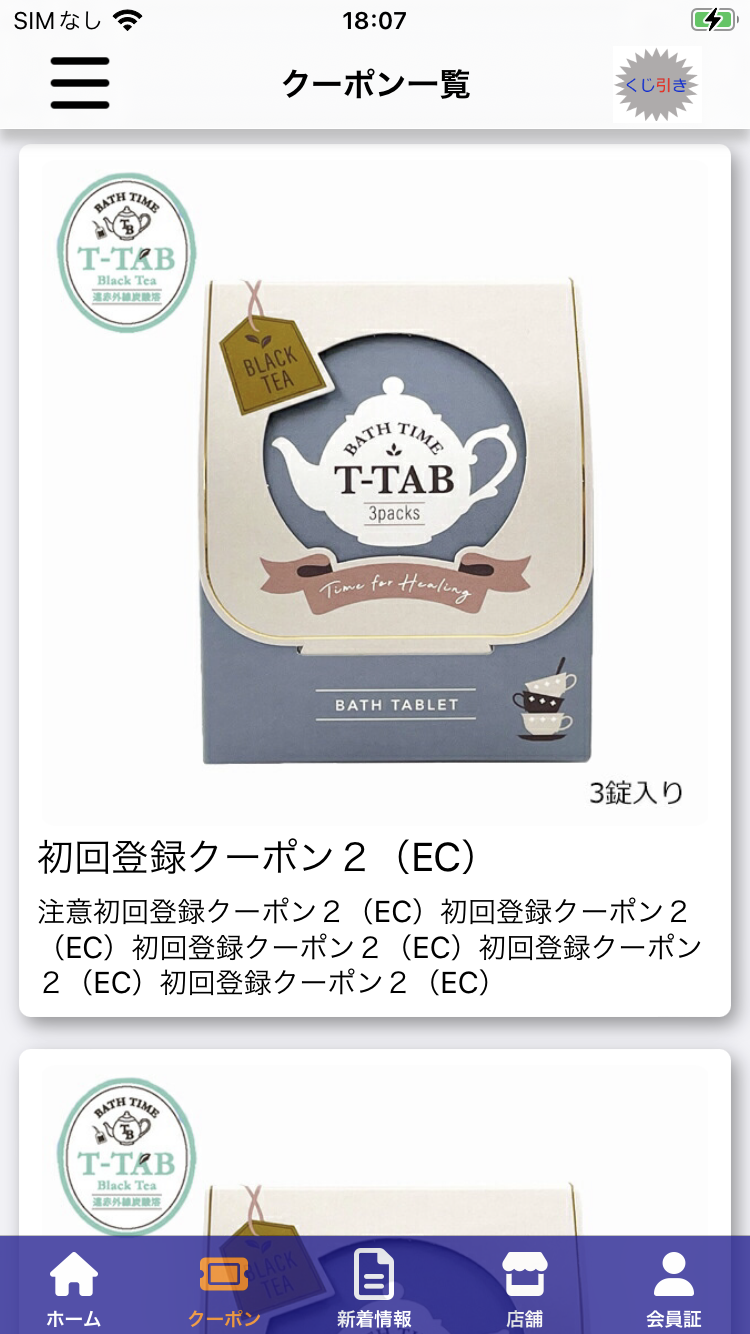 SIMなし
18:07
クーポン一覧
くじ引き
BATH TIME
TB
T-TAB
Black Tea
遠赤外線炭酸湯
BLACK
TEA
BATH TIME
T-TAB
3packs
Time for Healing
BATH TABLET
3錠入り
初回登録クーポン２（EC）
注意初回登録クーポン２（EC）初回登録クーポン２
（EC）初回登録クーポン２（EC）初回登録クーポン
２（EC）初回登録クーポン２（EC）
BATH TIME
TB
T-TAB
Black Tea
遠赤外線炭酸湯
BLACK
TEA
ホーム
クーポン
新着情報
店舗
会員証